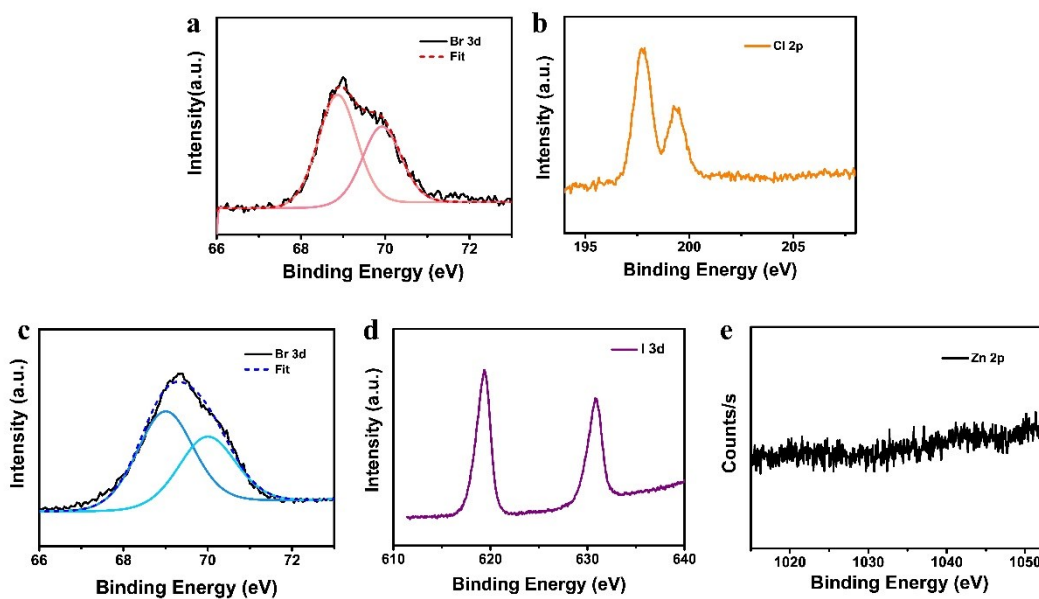 a
Br 3d
Fit
Intensity(a.u.)
66 68 70 72
Binding Energy (eV)
b
Cl 2p
Intensity (a.u.)
195 200 205
Binding Energy (eV)
c
Br 3d
Fit
Intensity (a.u.)
66 68 70 72
Binding Energy (eV)
d
I 3d
Intensity (a.u.)
610 620 630 640
Binding Energy (eV)
e
Zn 2p
Counts/s
1020 1030 1040 1050
Binding Energy (eV)